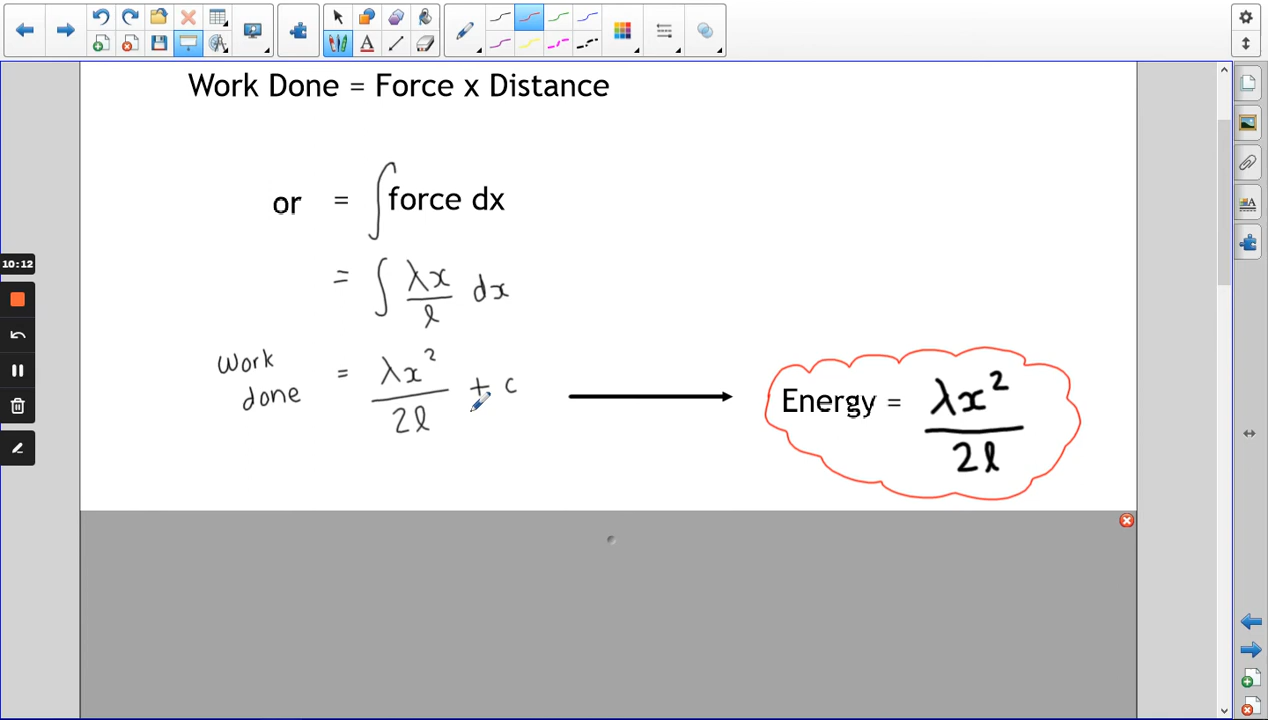 Work Done = Force x Distance
or = ∫ force dx
= ∫ λx/l dx
10:12
work done = λx²/2l + c
Energy = λx²/2l